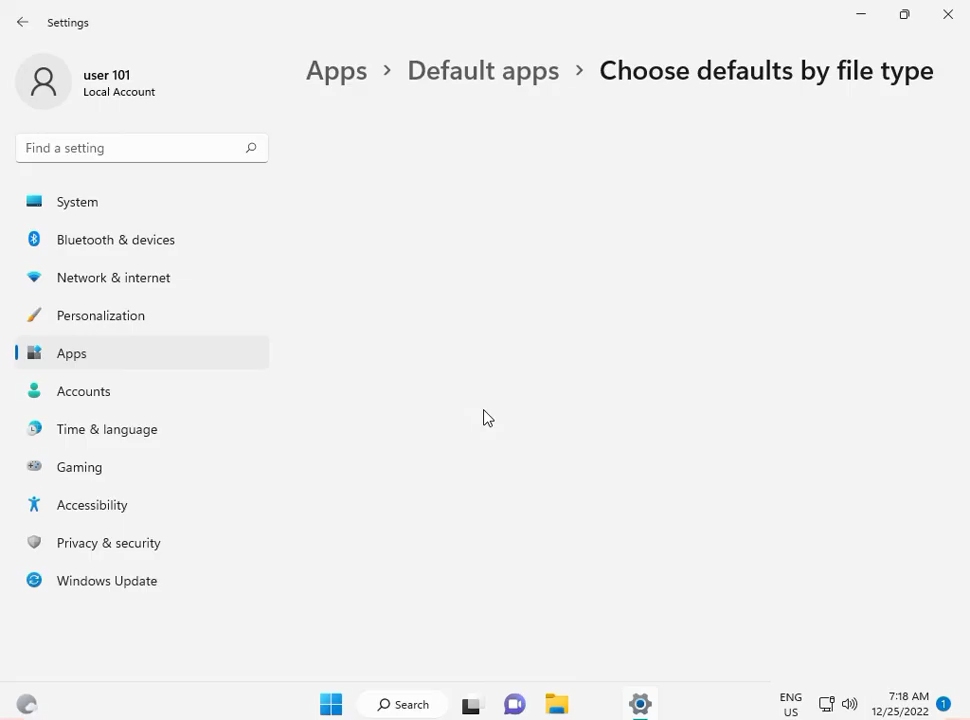 Settings
user 101
Local Account
Find a setting
System
Bluetooth & devices
Network & internet
Personalization
Apps
Accounts
Time & language
Gaming
Accessibility
Privacy & security
Windows Update
Apps › Default apps › Choose defaults by file type
Search
ENG
US
7:18 AM
12/25/2022
1